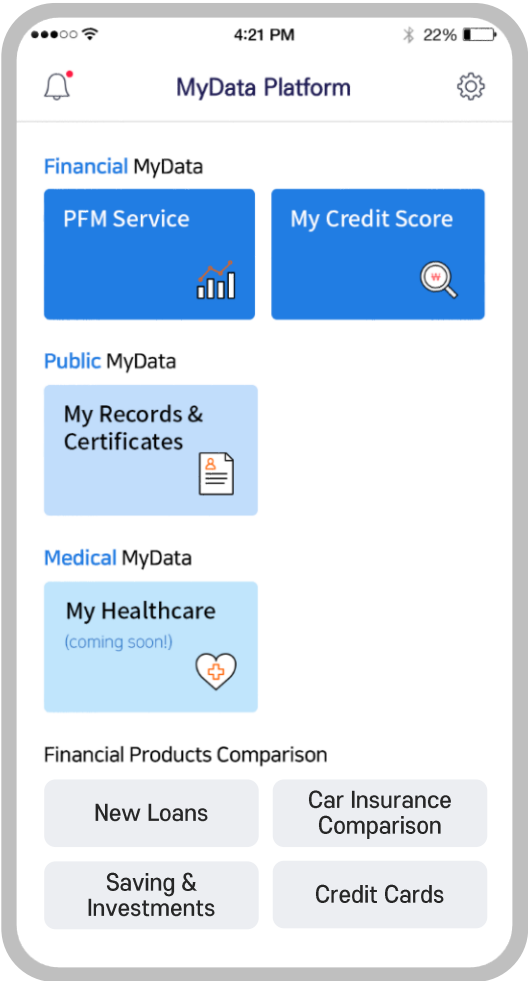 4:21 PM
22%
MyData Platform
Financial MyData
PFM Service
My Credit Score
₩
Public MyData
My Records &
Certificates
Medical MyData
My Healthcare
(coming soon!)
Financial Products Comparison
New Loans
Car Insurance
Comparison
Saving &
Investments
Credit Cards